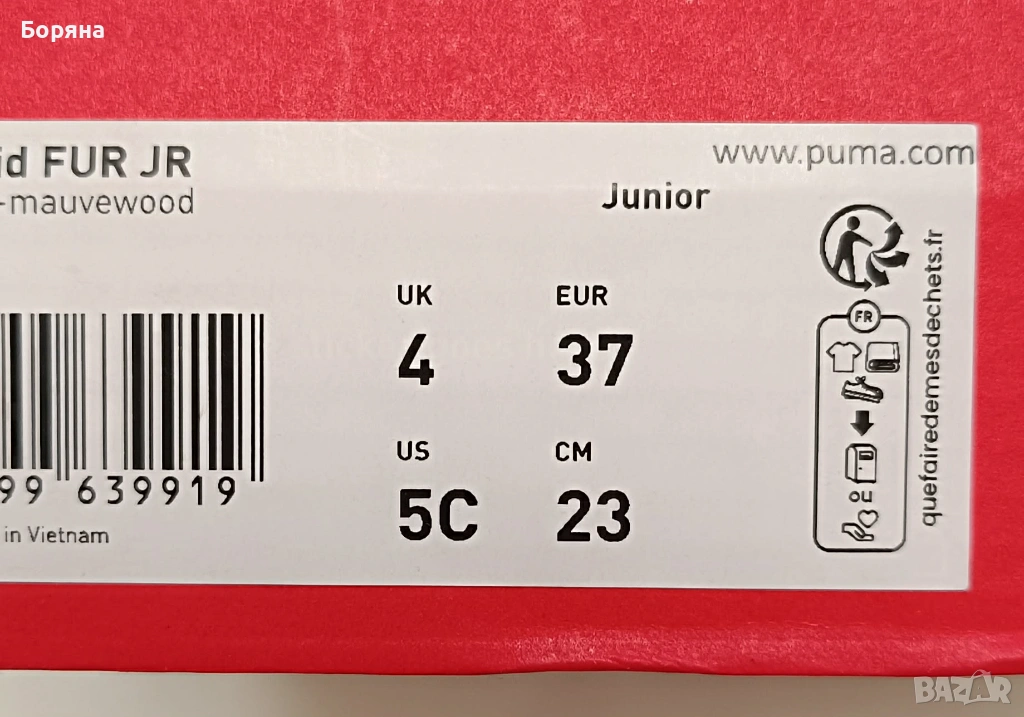 Боряна
id FUR JR
-mauvewood
www.puma.com
Junior
UK
4
EUR
37
US
5C
CM
23
99 639919
in Vietnam
FR
quefairedemesdechets.fr
BAZAR